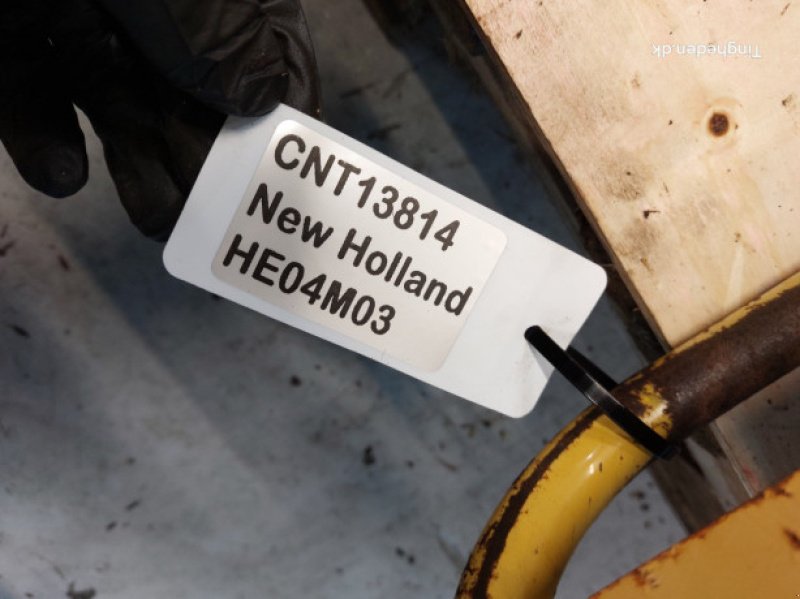 CNT13814
New Holland
HE04M03
Tingheden.dk